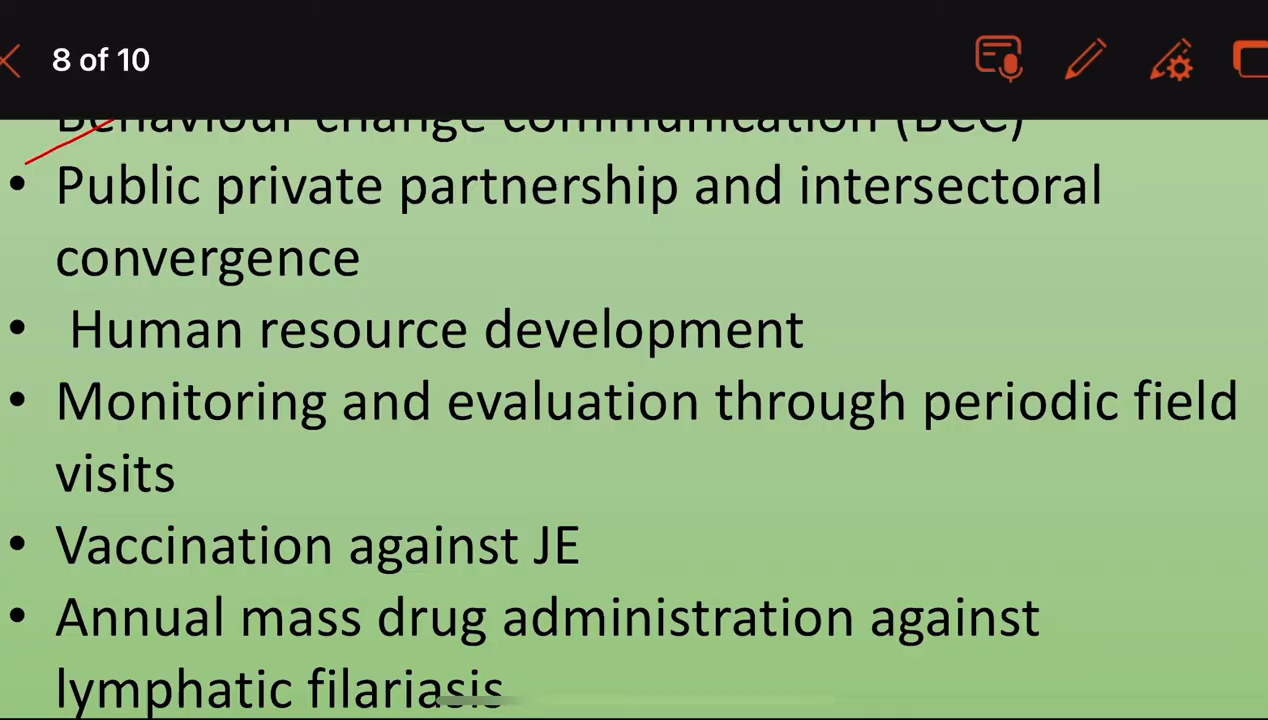 8 of 10
Behaviour change communication (BCC)
• Public private partnership and intersectoral
convergence
• Human resource development
• Monitoring and evaluation through periodic field
visits
• Vaccination against JE
• Annual mass drug administration against
lymphatic filariasis